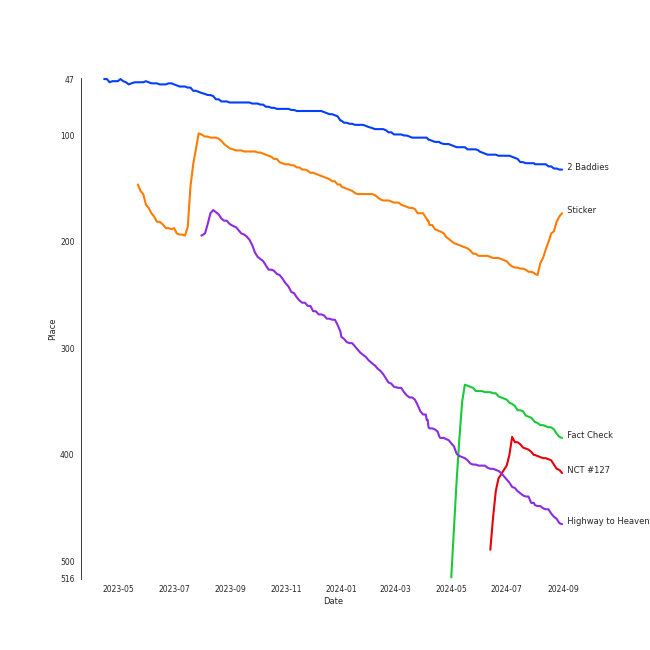 47
100
200
300
400
500
516
Place
2023-05 2023-07 2023-09 2023-11 2024-01 2024-03 2024-05 2024-07 2024-09
Date
2 Baddies
Sticker
Fact Check
NCT #127
Highway to Heaven